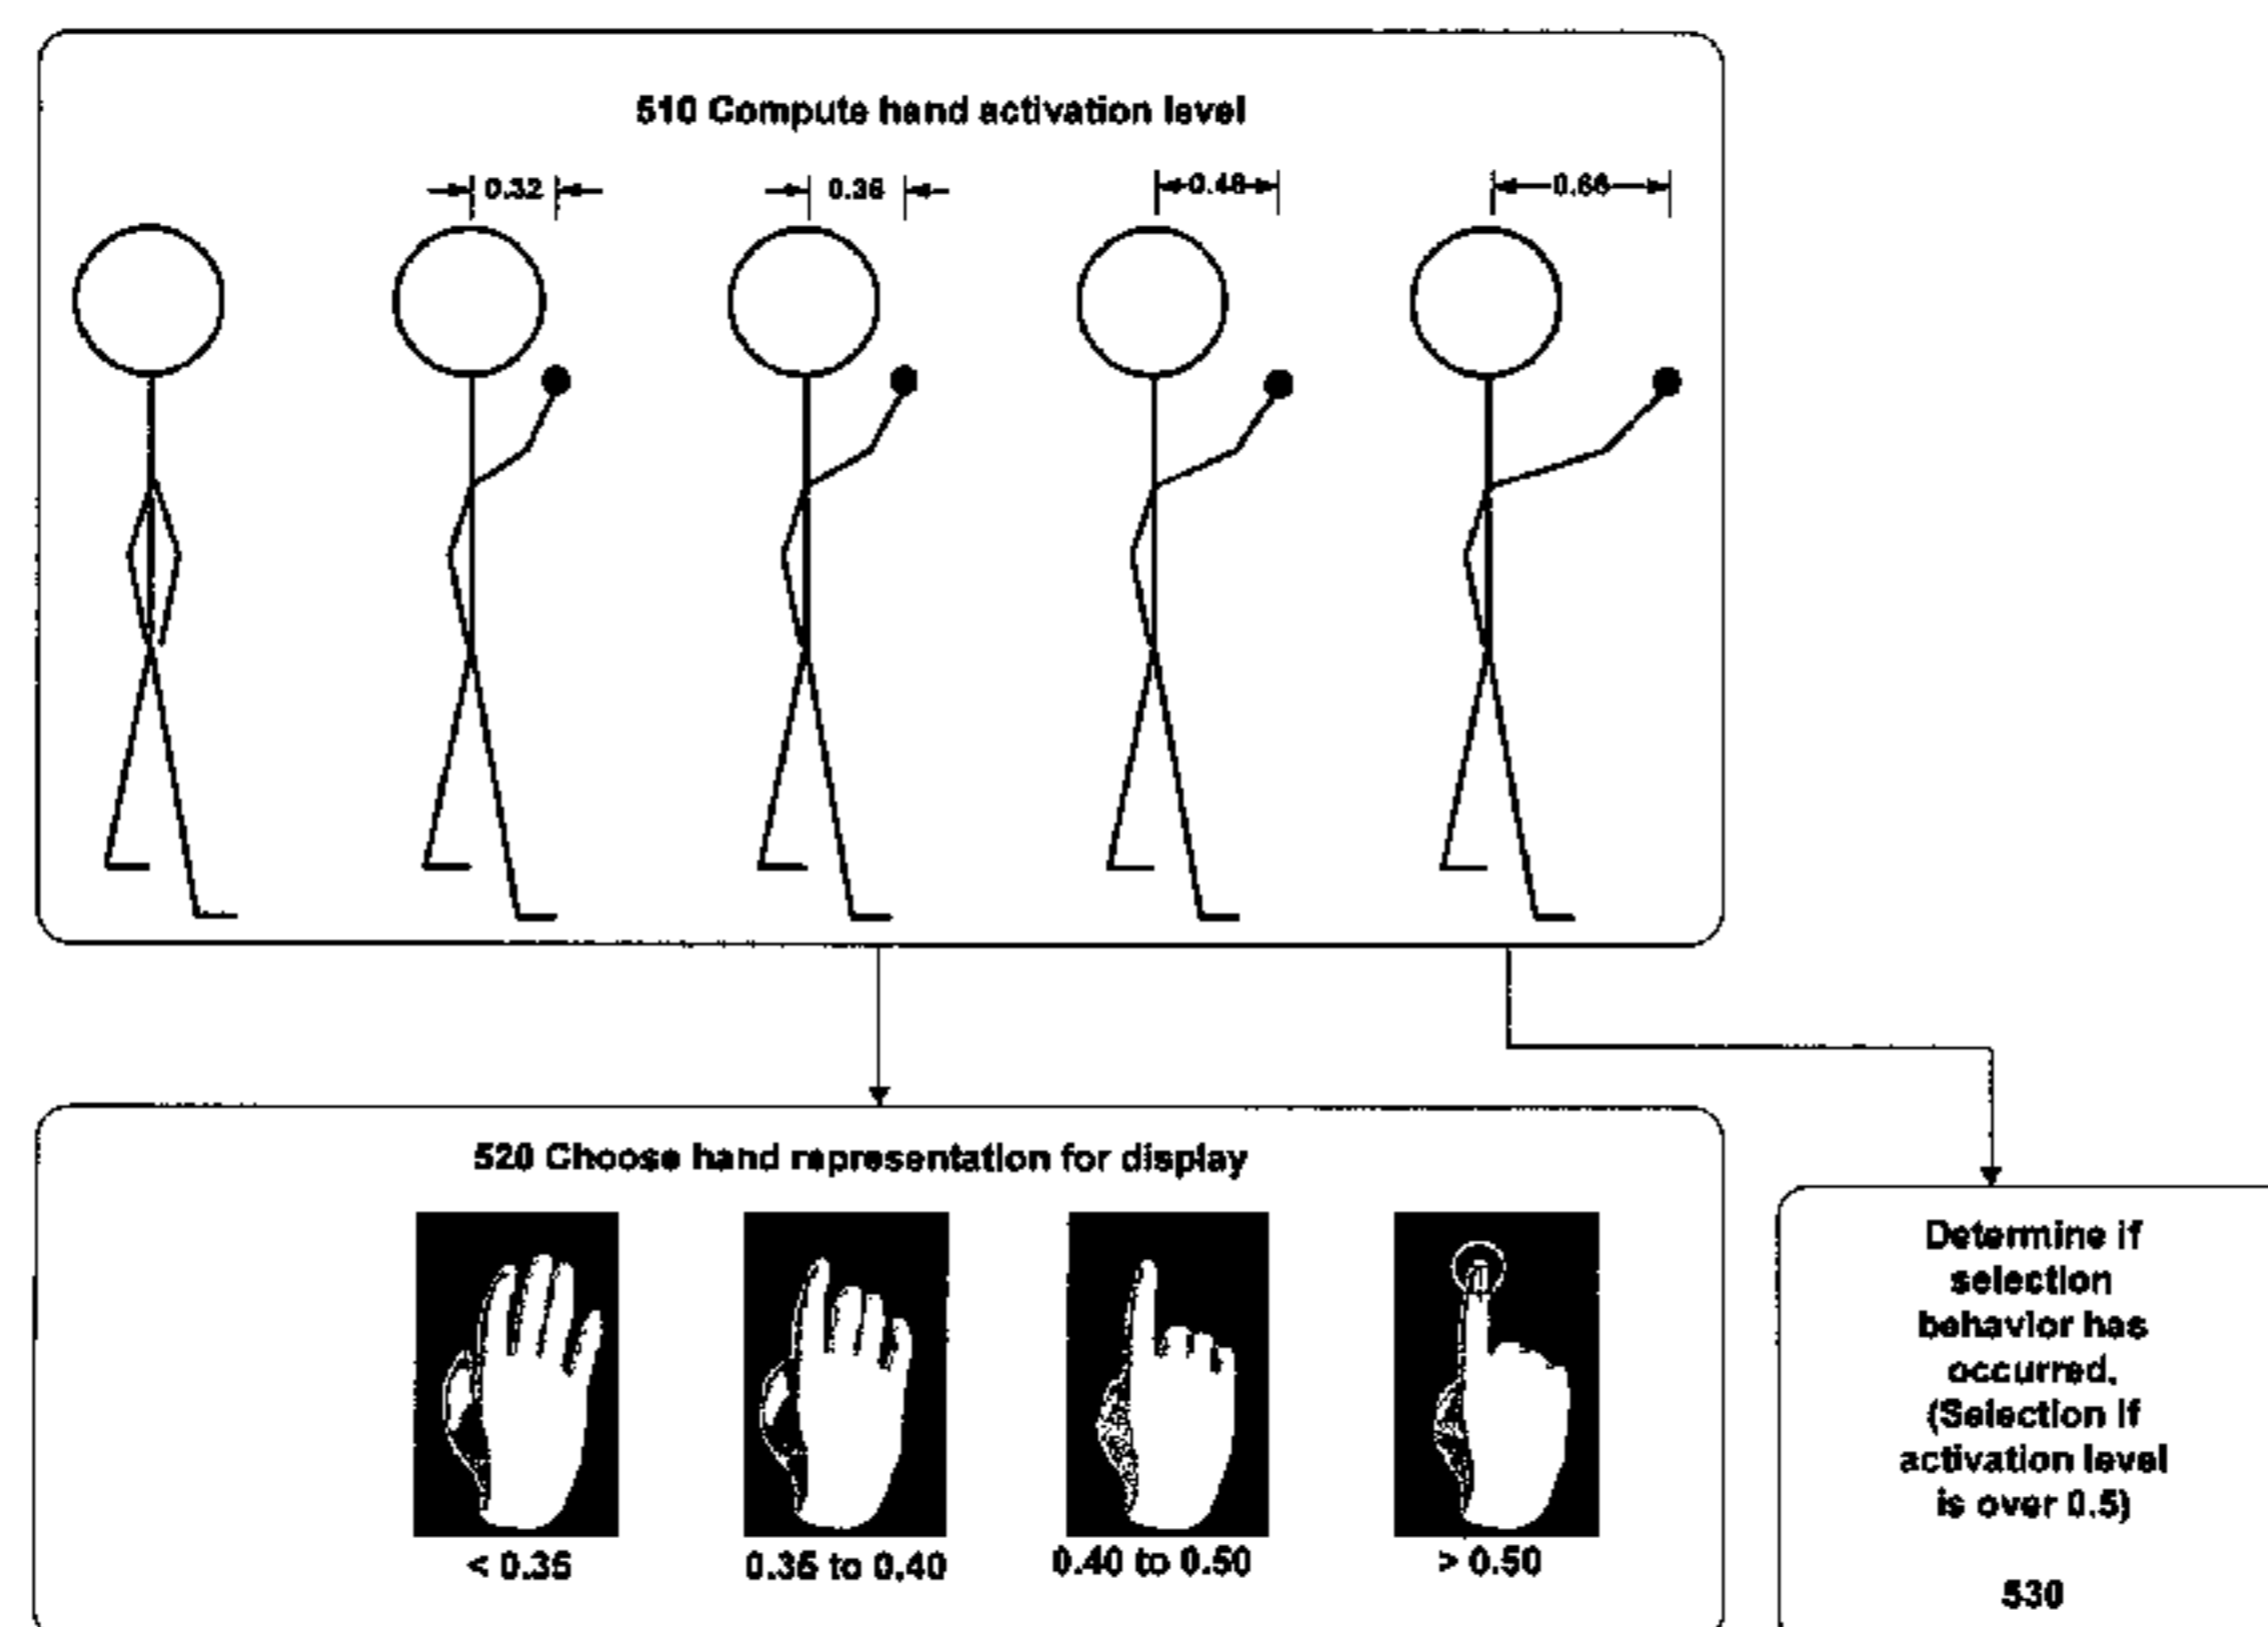 510 Compute hand activation level
0.32
0.36
0.48
0.66
520 Choose hand representation for display
< 0.35
0.35 to 0.40
0.40 to 0.50
> 0.50
Determine if
selection
behavior has
occurred.
(Selection if
activation level
is over 0.5)
530